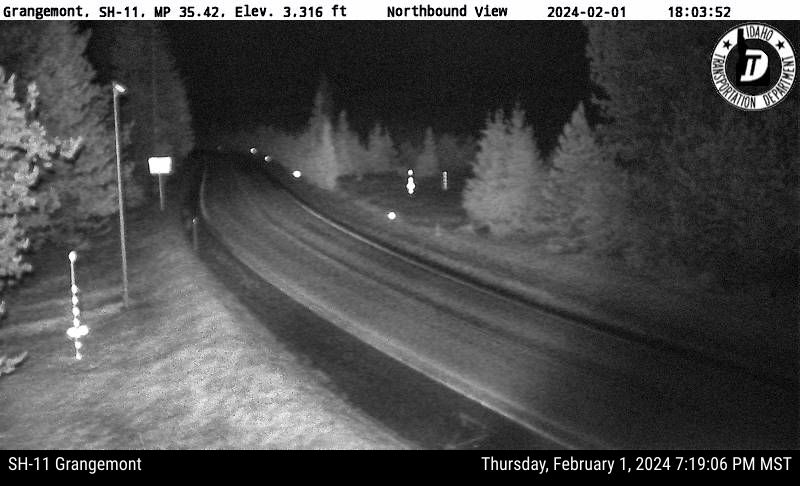 Grangemont, SH-11, MP 35.42, Elev. 3,316 ft Northbound View 2024-02-01 18:03:52
IDAHO
TRANSPORTATION DEPARTMENT
SH-11 Grangemont Thursday, February 1, 2024 7:19:06 PM MST